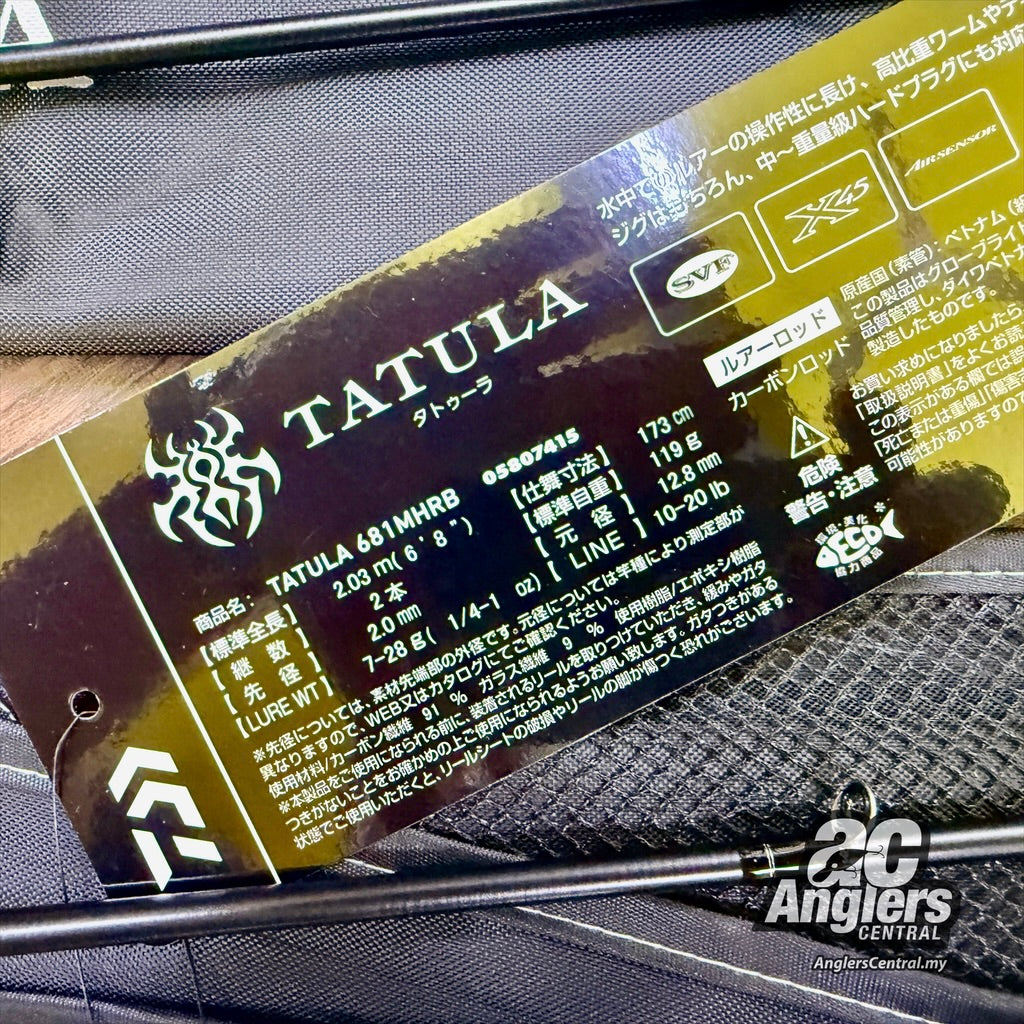 水中でのルアーの操作性に長け、高比重ワームやテ
ジグはもちろん、中〜重量級ハードプラグにも対応
SVF
X45
AIRSENSOR
TATULA
タトゥーラ
ルアーロッド
カーボンロッド
原産国(素管):ベトナム
この製品はグローブライド
品質管理し、ダイワベトナ
製造したものです。
お買い求めになりましたら
「取扱説明書」をよくお読
この表示がある欄では「誤
「死亡または重傷」「傷害
可能性がありますので
危険
警告・注意
環境・美化
ECO
協力商品
商品名: TATULA 681MHRB 05807415
【標準全長】 2.03 m( 6 ' 8 " ) 【仕舞寸法】 173 cm
【継 数】 2 本 【標準自重】 119 g
【先 径】 2.0 mm 【元 径】 12.8 mm
【LURE WT】 7-28 g( 1/4-1 oz) 【 LINE 】 10-20 lb
※先径については、素材先端部の外径です。元径については竿種により測定部が
異なりますので、WEB又はカタログにてご確認ください。
使用材料/カーボン繊維 91 % ガラス繊維 9 % 使用樹脂/エポキシ樹脂
※本製品をご使用になられる前に、装着されるリールを取りつけていただき、緩みやガタ
つきがないことをお確かめの上ご使用になられるようお願い致します。ガタつきがある
状態でご使用いただくと、リールシートの破損やリールの脚が傷つく恐れがございます。
ac
Anglers
CENTRAL
AnglersCentral.my